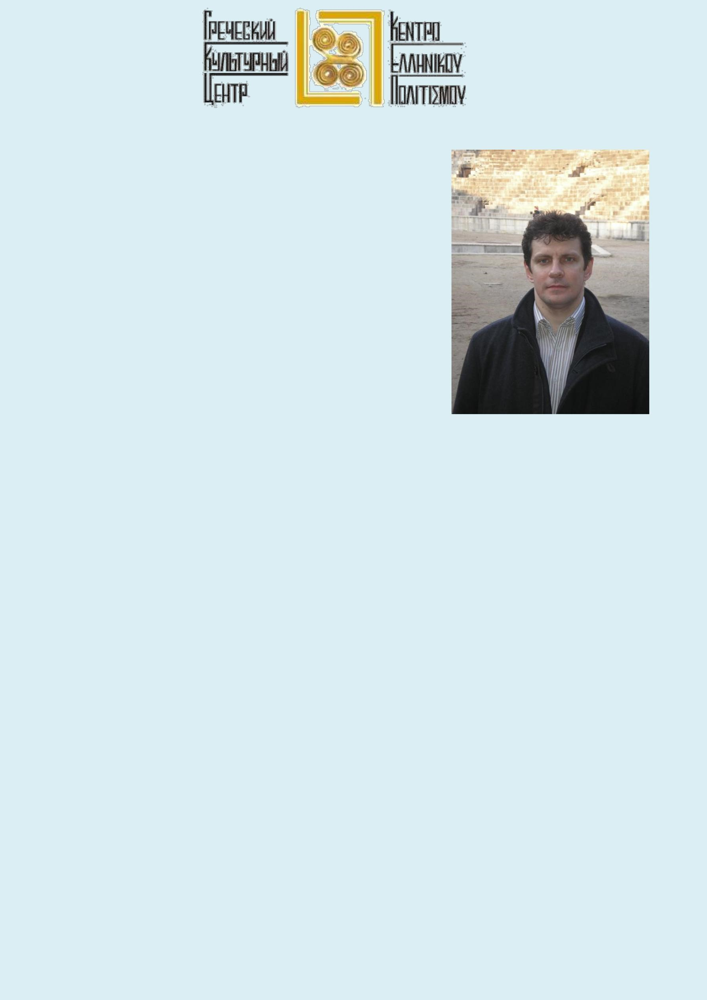 Греческий
Культурный
Центр
Κεντρο
Ελληνικου
Πολιτισμου